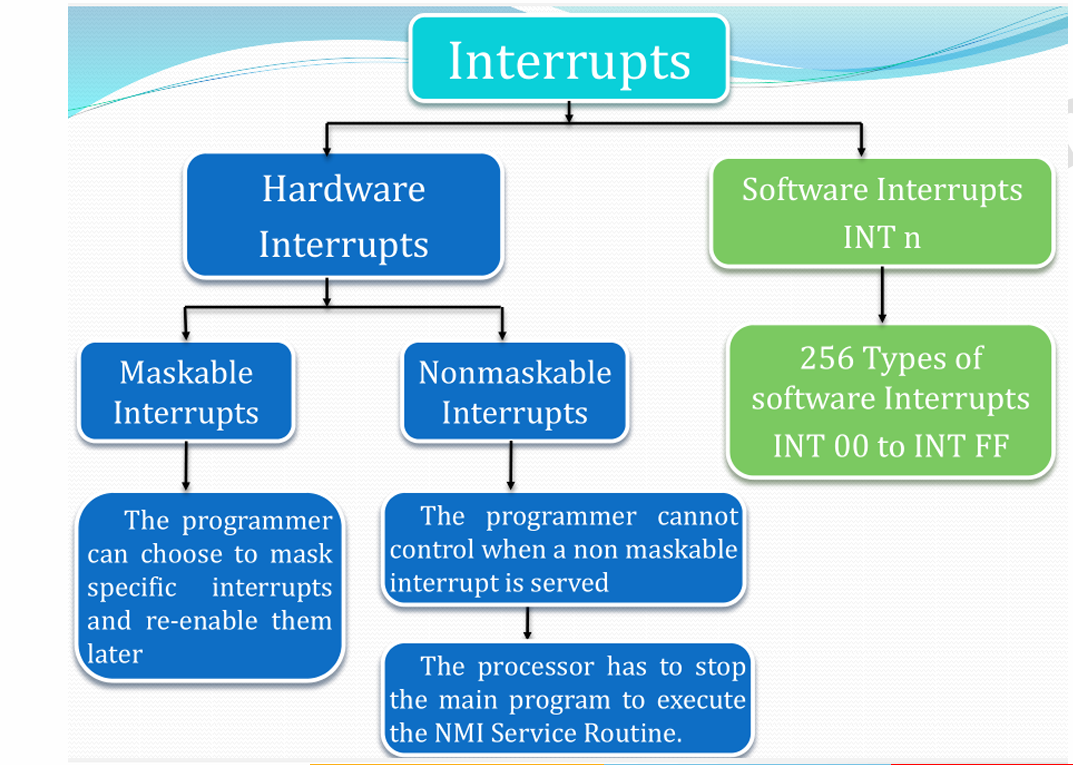 Interrupts
Hardware
Interrupts
Software Interrupts
INT n
Maskable
Interrupts
Nonmaskable
Interrupts
256 Types of
software Interrupts
INT 00 to INT FF
The programmer
can choose to mask
specific interrupts
and re-enable them
later
The programmer cannot
control when a non maskable
interrupt is served
The processor has to stop
the main program to execute
the NMI Service Routine.